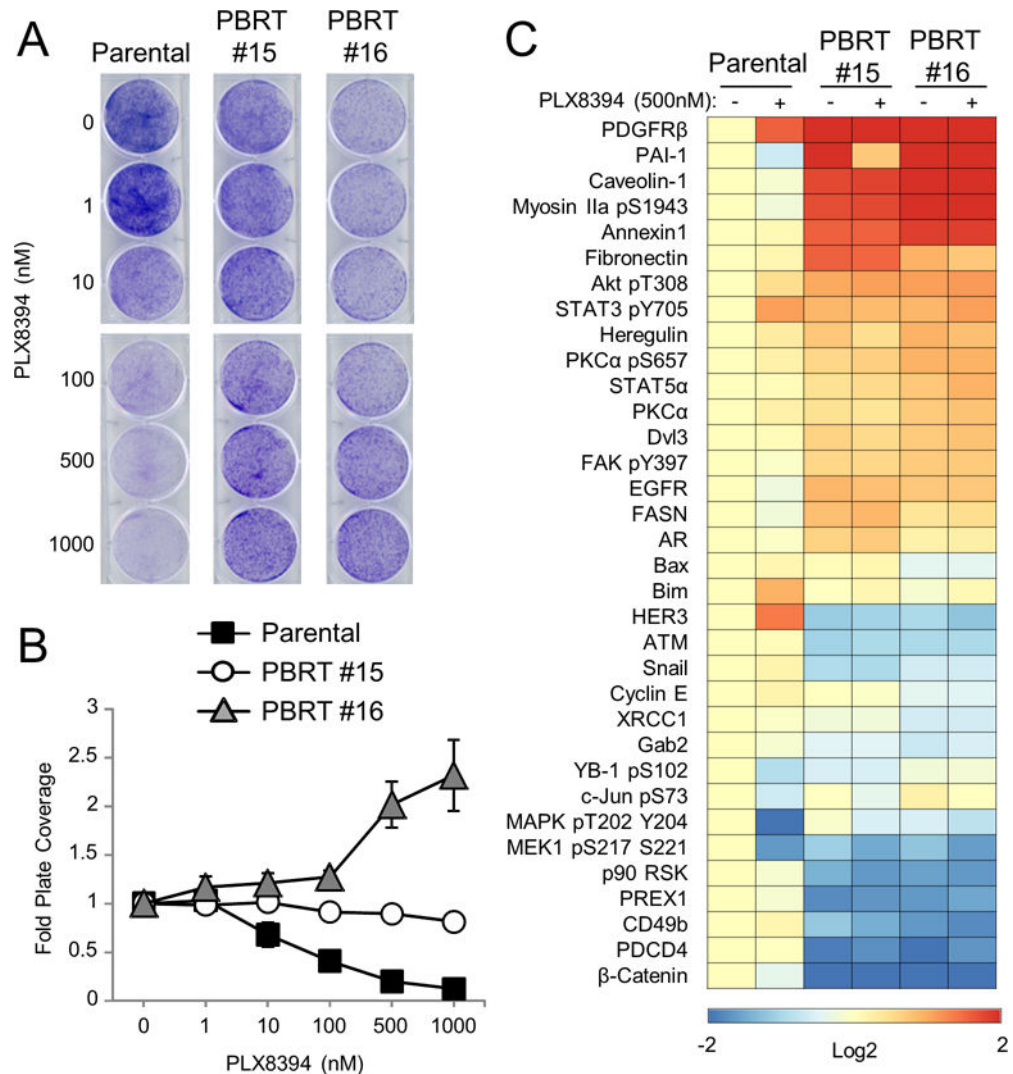 A
Parental
PBRT
#15
PBRT
#16
PLX8394 (nM)
0
1
10
100
500
1000
B
Parental
PBRT #15
PBRT #16
Fold Plate Coverage
3
2.5
2
1.5
1
0.5
0
0 1 10 100 500 1000
PLX8394 (nM)
C
Parental
PBRT
#15
PBRT
#16
PLX8394 (500nM): - + - + - +
PDGFRβ
PAI-1
Caveolin-1
Myosin IIa pS1943
Annexin1
Fibronectin
Akt pT308
STAT3 pY705
Heregulin
PKCα pS657
STAT5α
PKCα
Dvl3
FAK pY397
EGFR
FASN
AR
Bax
Bim
HER3
ATM
Snail
Cyclin E
XRCC1
Gab2
YB-1 pS102
c-Jun pS73
MAPK pT202 Y204
MEK1 pS217 S221
p90 RSK
PREX1
CD49b
PDCD4
β-Catenin
-2 Log2 2